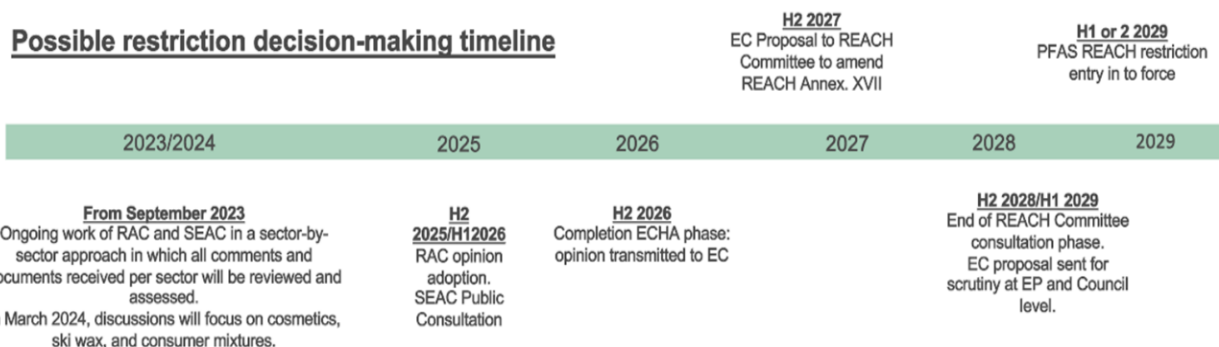 Possible restriction decision-making timeline
H2 2027
EC Proposal to REACH
Committee to amend
REACH Annex. XVII
H1 or 2 2029
PFAS REACH restriction
entry in to force
2023/2024
2025
2026
2027
2028
2029
From September 2023
Ongoing work of RAC and SEAC in a sector-by-
sector approach in which all comments and
received per sector will be reviewed and
assessed.
March 2024, discussions will focus on cosmetics,
ski wax, and consumer mixtures.
H2
2025/H12026
RAC opinion
adoption.
SEAC Public
Consultation
H2 2026
Completion ECHA phase:
opinion transmitted to EC
H2 2028/H1 2029
End of REACH Committee
consultation phase.
EC proposal sent for
scrutiny at EP and Council
level.